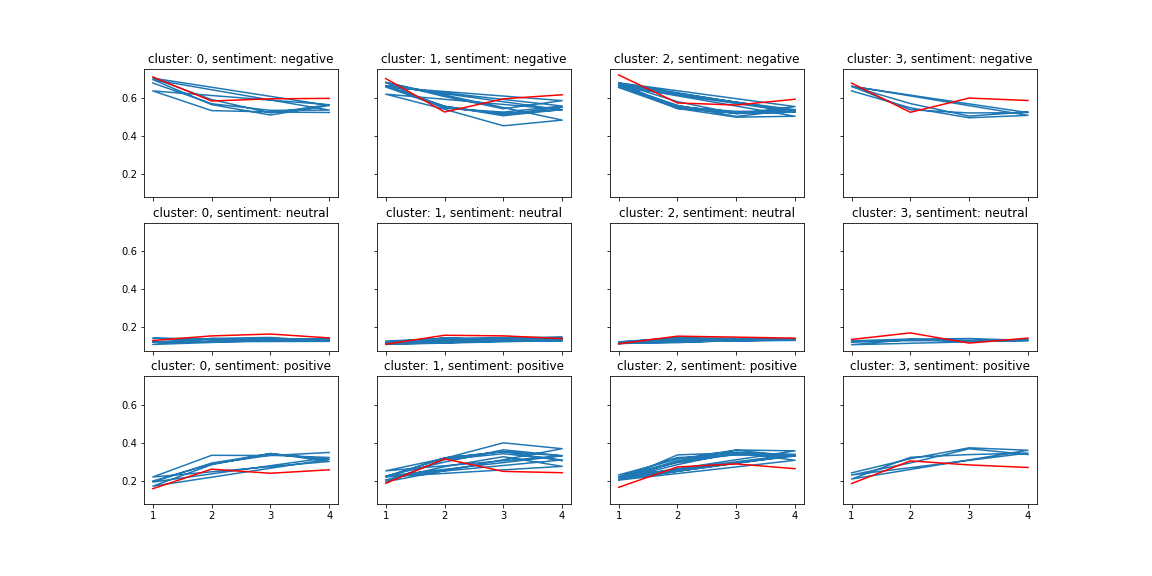 cluster: 0, sentiment: negative
cluster: 1, sentiment: negative
cluster: 2, sentiment: negative
cluster: 3, sentiment: negative
0.6
0.4
0.2
cluster: 0, sentiment: neutral
cluster: 1, sentiment: neutral
cluster: 2, sentiment: neutral
cluster: 3, sentiment: neutral
0.6
0.4
0.2
cluster: 0, sentiment: positive
cluster: 1, sentiment: positive
cluster: 2, sentiment: positive
cluster: 3, sentiment: positive
0.6
0.4
0.2
1 2 3 4
1 2 3 4
1 2 3 4
1 2 3 4